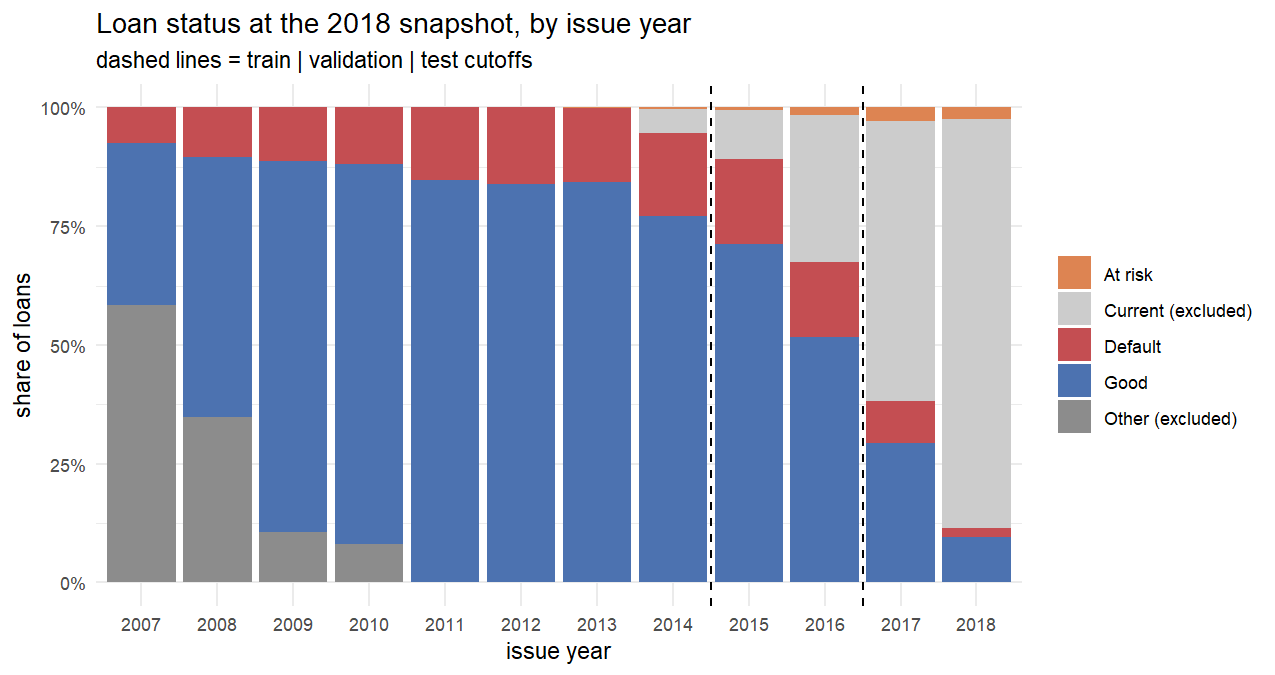 Loan status at the 2018 snapshot, by issue year
dashed lines = train | validation | test cutoffs
100%
75%
50%
25%
0%
share of loans
2007 2008 2009 2010 2011 2012 2013 2014 2015 2016 2017 2018
issue year
At risk
Current (excluded)
Default
Good
Other (excluded)